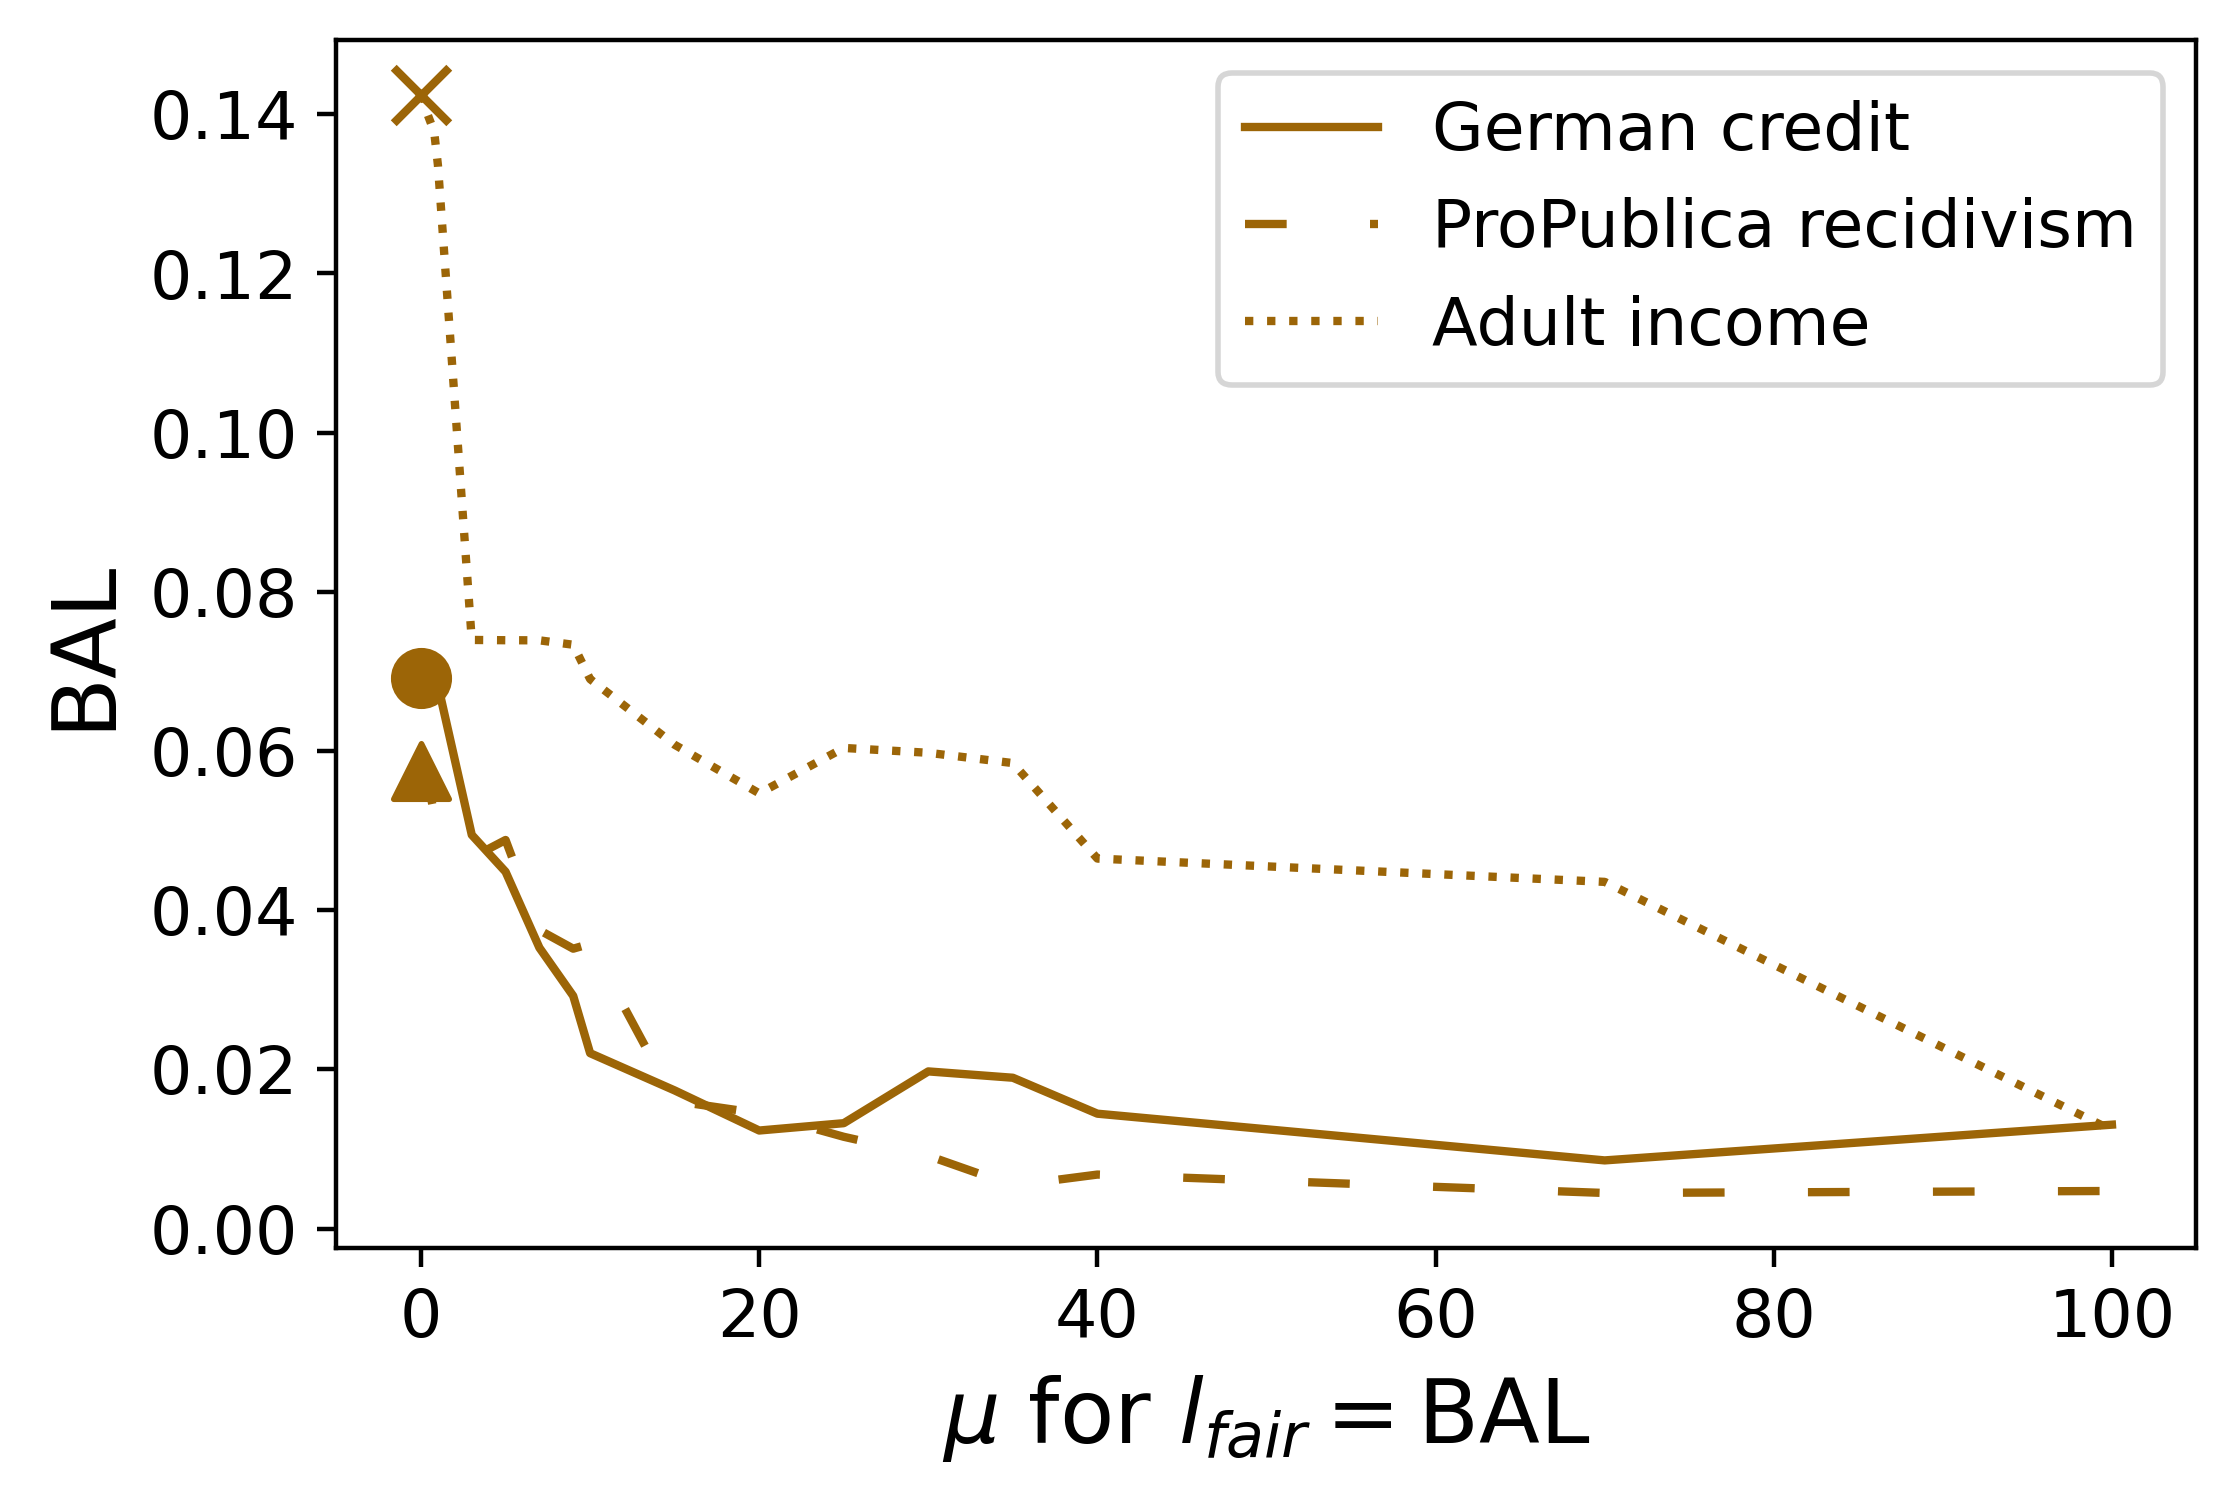 0.14
0.12
0.10
0.08
0.06
0.04
0.02
0.00
BAL
German credit
ProPublica recidivism
Adult income
0 20 40 60 80 100
μ for l_fair = BAL